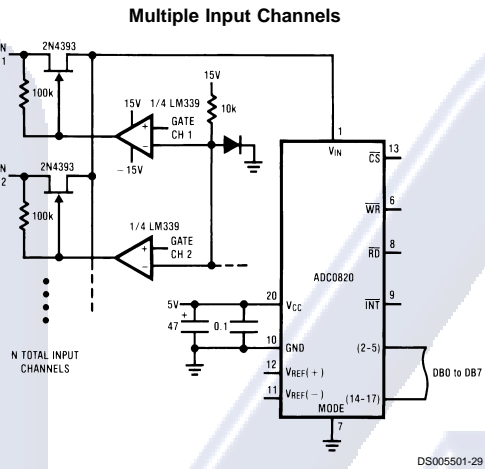 Multiple Input Channels
N
1
2N4393
100k
15V
1/4 LM339
+
−
GATE
CH 1
− 15V
15V
10k
N
2
2N4393
100k
1/4 LM339
+
−
GATE
CH 2
N TOTAL INPUT
CHANNELS
5V
+
47
0.1
1
VIN
13
CS
6
WR
8
RD
ADC0820
9
INT
20
VCC
10
GND
12
VREF(+)
11
VREF(−)
(2-5)
(14-17)
DB0 to DB7
MODE
7
DS005501-29